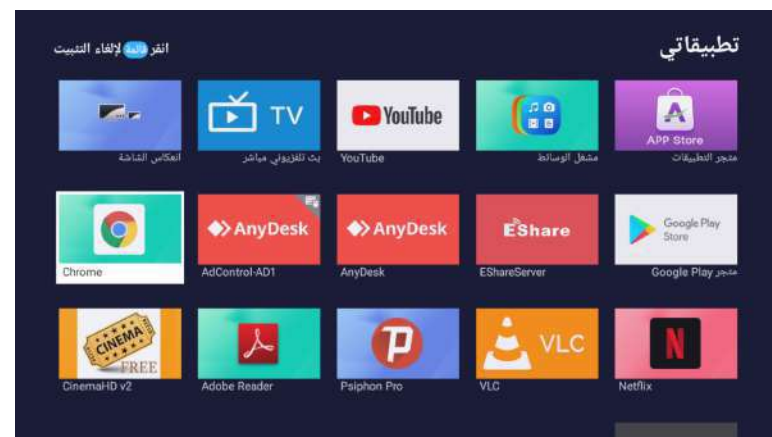 تطبيقاتي
انقر قائمة لإلغاء التثبيت
APP Store
متجر التطبيقات
مشغل الوسائط
YouTube
YouTube
TV
بث تلفزيوني مباشر
انعكاس الشاشة
Google Play Store
متجر Google Play
EShare
EShareServer
AnyDesk
AnyDesk
AnyDesk
AdControl-AD1
Chrome
N
Netflix
VLC
VLC
Psiphon Pro
Adobe Reader
CINEMA
FREE
CinemaHD v2